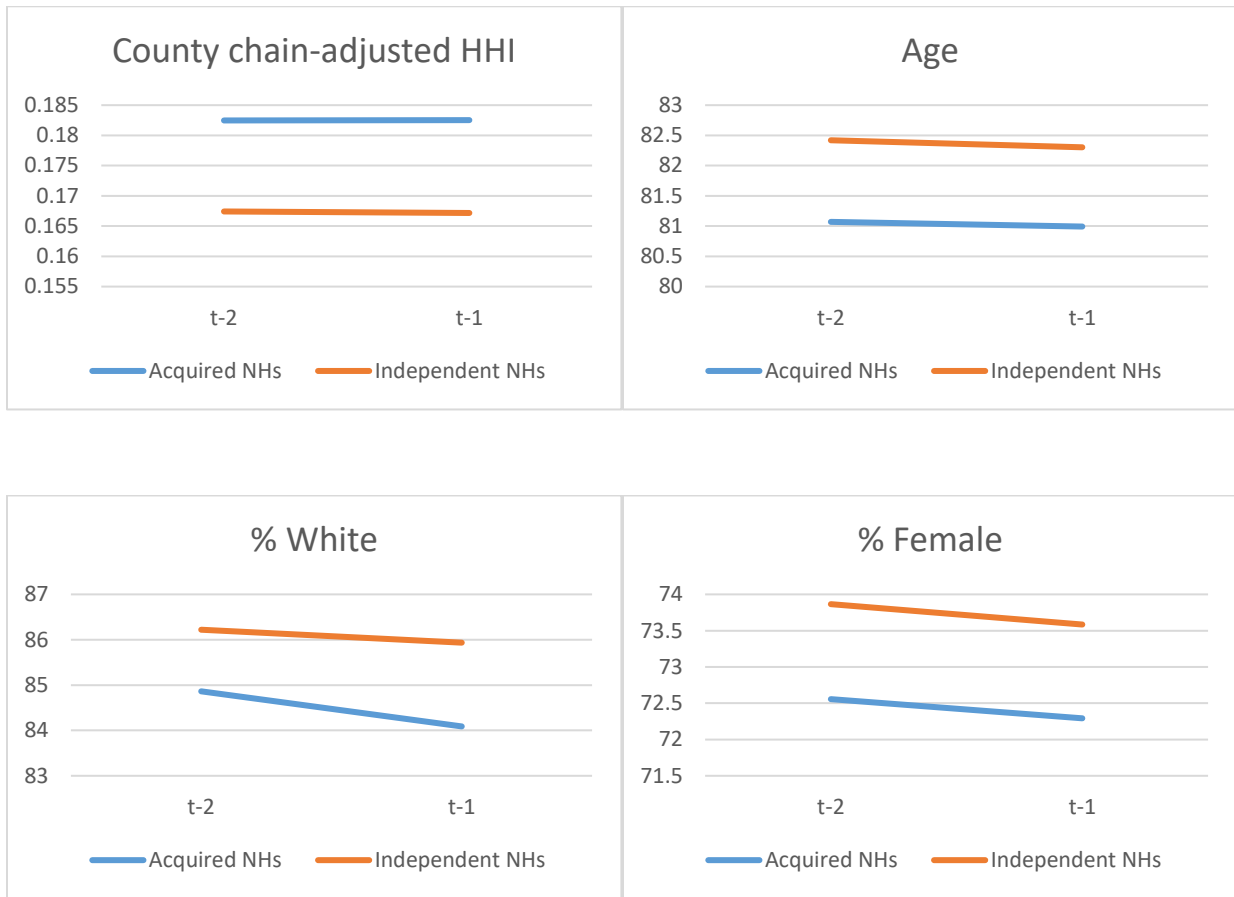 County chain-adjusted HHI
0.185
0.18
0.175
0.17
0.165
0.16
0.155
t-2 t-1
Acquired NHs Independent NHs
Age
83
82.5
82
81.5
81
80.5
80
t-2 t-1
Acquired NHs Independent NHs
% White
87
86
85
84
83
t-2 t-1
Acquired NHs Independent NHs
% Female
74
73.5
73
72.5
72
71.5
t-2 t-1
Acquired NHs Independent NHs